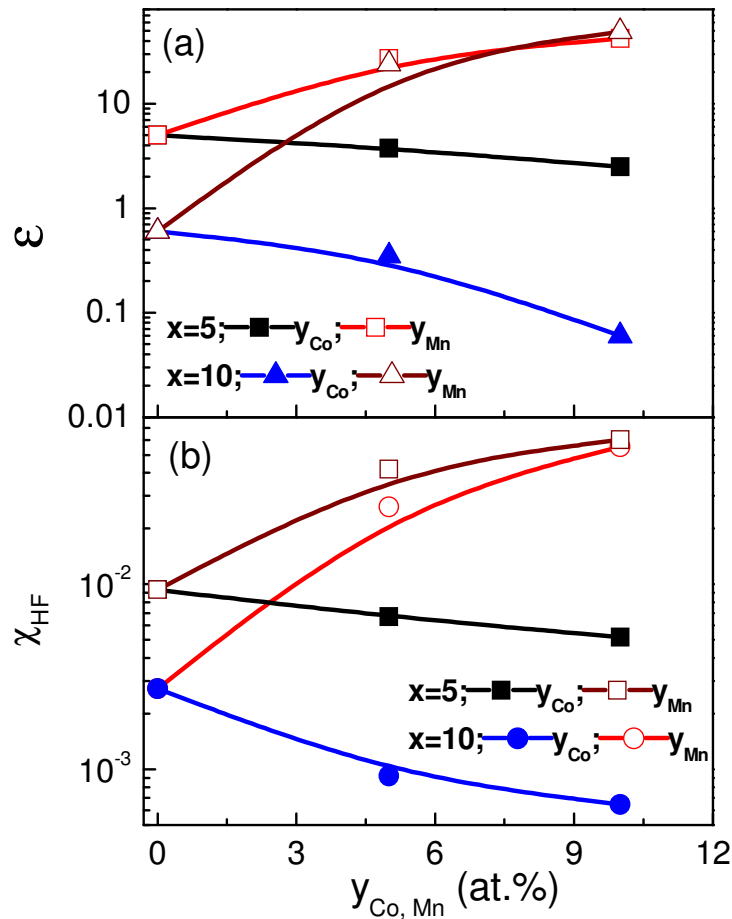 (a)
10
1
0.1
0.01
ε
x=5; y_Co; y_Mn
x=10; y_Co; y_Mn
(b)
10^-2
10^-3
χ_HF
x=5; y_Co; y_Mn
x=10; y_Co; y_Mn
0 3 6 9 12
y_Co, Mn (at.%)